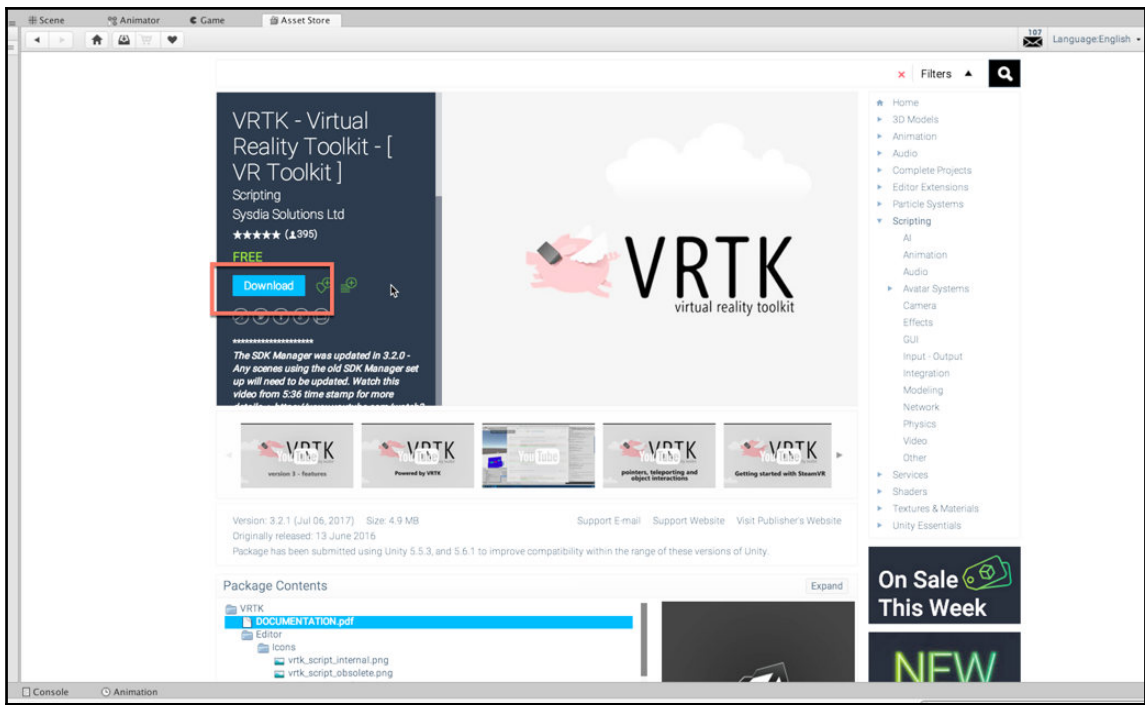 Scene
Animator
Game
Asset Store
107
Language:English
Filters
VRTK - Virtual
Reality Toolkit - [
VR Toolkit ]
Scripting
Sysdia Solutions Ltd
★★★★★ (395)
FREE
Download
********************
The SDK Manager was updated in 3.2.0 -
Any scenes using the old SDK Manager set
up will need to be updated. Watch this
video from 5:36 time stamp for more
VRTK
virtual reality toolkit
Home
3D Models
Animation
Audio
Complete Projects
Editor Extensions
Particle Systems
Scripting
AI
Animation
Audio
Avatar Systems
Camera
Effects
GUI
Input - Output
Integration
Modeling
Network
Physics
Video
Other
Services
Shaders
Textures & Materials
Unity Essentials
VRTK
YouTube
version 3 - features
VRTK
YouTube
Powered by VRTK
YouTube
VRTK
YouTube
pointers, teleporting and
object interactions
VRTK
YouTube
Getting started with SteamVR
Version: 3.2.1 (Jul 06, 2017) Size: 4.9 MB
Support E-mail Support Website Visit Publisher's Website
Originally released: 13 June 2016
Package has been submitted using Unity 5.5.3, and 5.6.1 to improve compatibility within the range of these versions of Unity.
Package Contents
Expand
VRTK
DOCUMENTATION.pdf
Editor
Icons
vrtk_script_internal.png
vrtk_script_obsolete.png
On Sale
This Week
NEW
Console
Animation